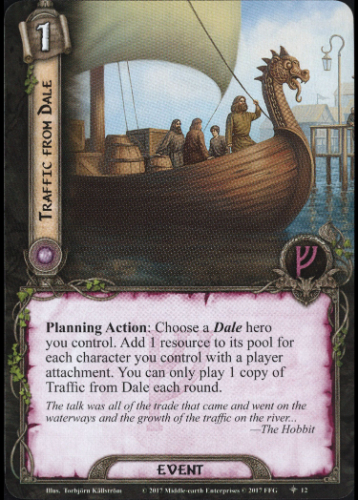 1
TRAFFIC FROM DALE
Planning Action: Choose a Dale hero
you control. Add 1 resource to its pool for
each character you control with a player
attachment. You can only play 1 copy of
Traffic from Dale each round.
The talk was all of the trade that came and went on the
waterways and the growth of the traffic on the river...
—The Hobbit
EVENT
Illus. Torbjörn Källström
© 2017 Middle-earth Enterprises © 2017 FFG
12